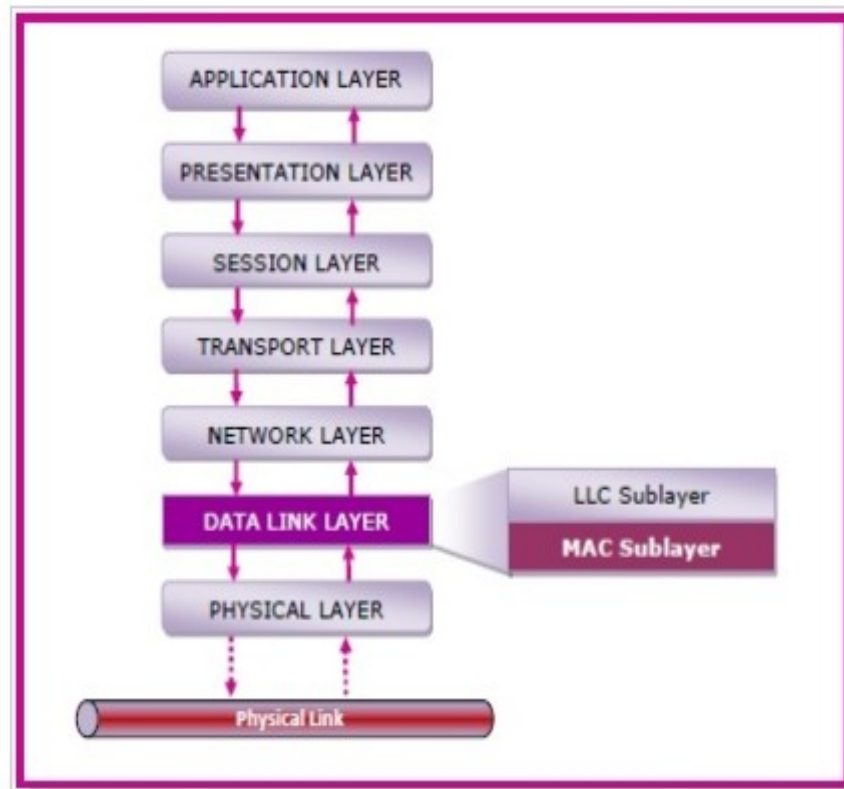 APPLICATION LAYER
PRESENTATION LAYER
SESSION LAYER
TRANSPORT LAYER
NETWORK LAYER
DATA LINK LAYER
LLC Sublayer
MAC Sublayer
PHYSICAL LAYER
Physical Link